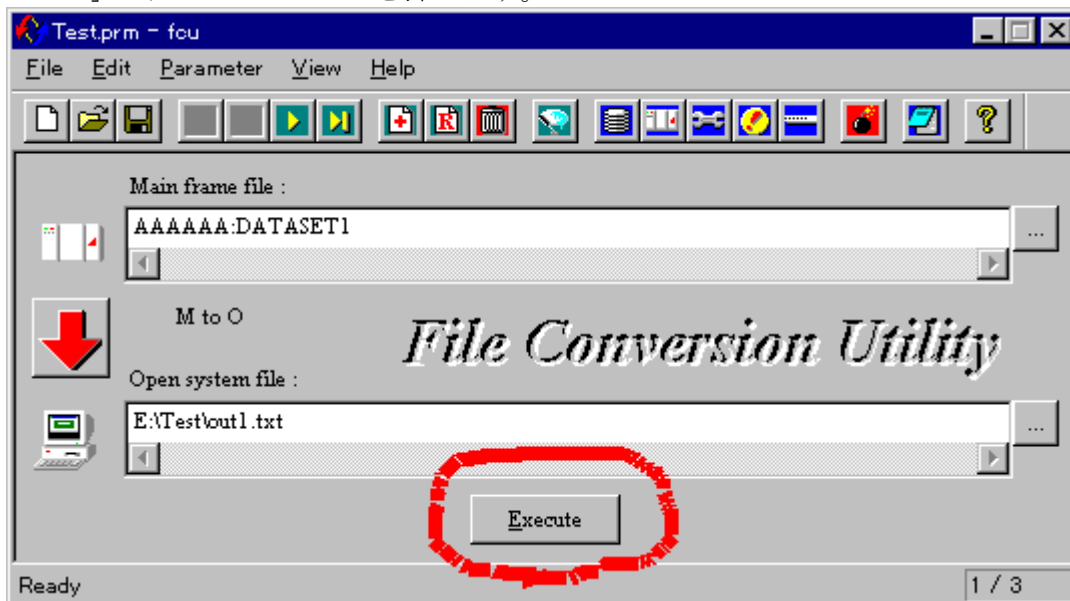 Test.prm - fcu
File Edit Parameter View Help
Main frame file :
AAAAAA:DATASET1
...
M to O
File Conversion Utility
Open system file :
E:\Test\out1.txt
...
Execute
Ready
1 / 3